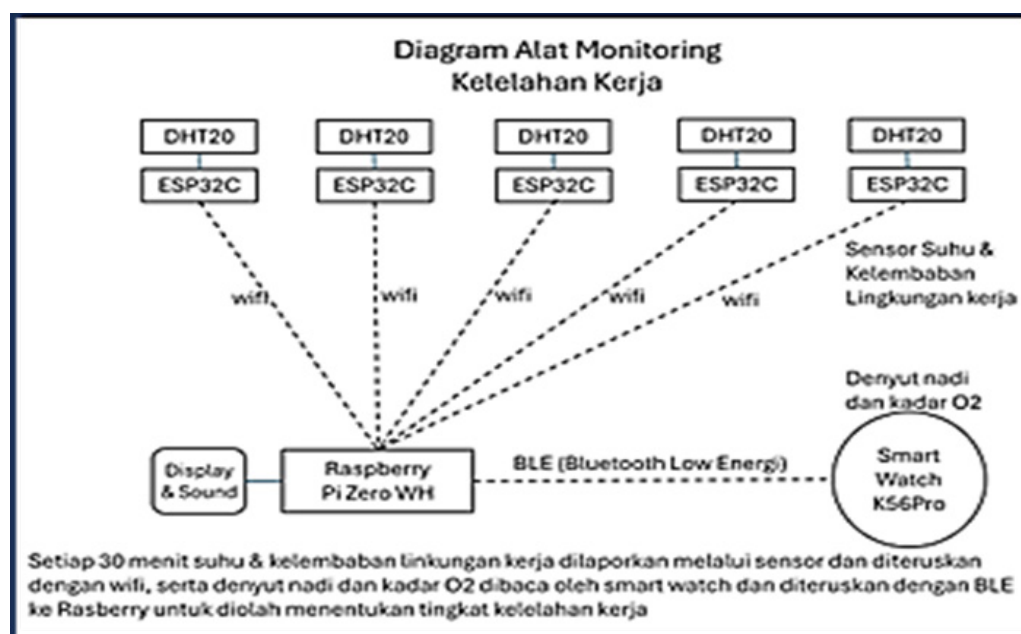 Diagram Alat Monitoring
Kelelahan Kerja
DHT20 DHT20 DHT20 DHT20 DHT20
ESP32C ESP32C ESP32C ESP32C ESP32C
Sensor Suhu &
Kelembaban
Lingkungan kerja
wifi wifi wifi wifi wifi
Denyut nadi
dan kadar O2
Display
& Sound
Raspberry
Pi Zero WH
BLE (Bluetooth Low Energi)
Smart
Watch
K56Pro
Setiap 30 menit suhu & kelembaban linkungan kerja dilaporkan melalui sensor dan diteruskan
dengan wifi, serta denyut nadi dan kadar O2 dibaca oleh smart watch dan diteruskan dengan BLE
ke Rasberry untuk diolah menentukan tingkat kelelahan kerja